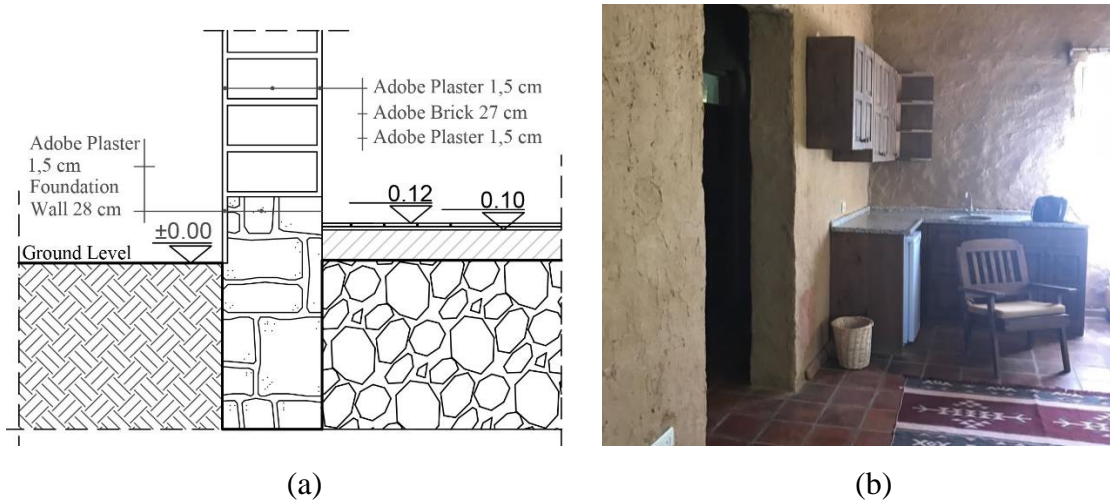 Adobe Plaster 1,5 cm
Adobe Brick 27 cm
Adobe Plaster 1,5 cm
Adobe Plaster
1,5 cm
Foundation
Wall 28 cm
0.12
0.10
±0.00
Ground Level
(a)
(b)